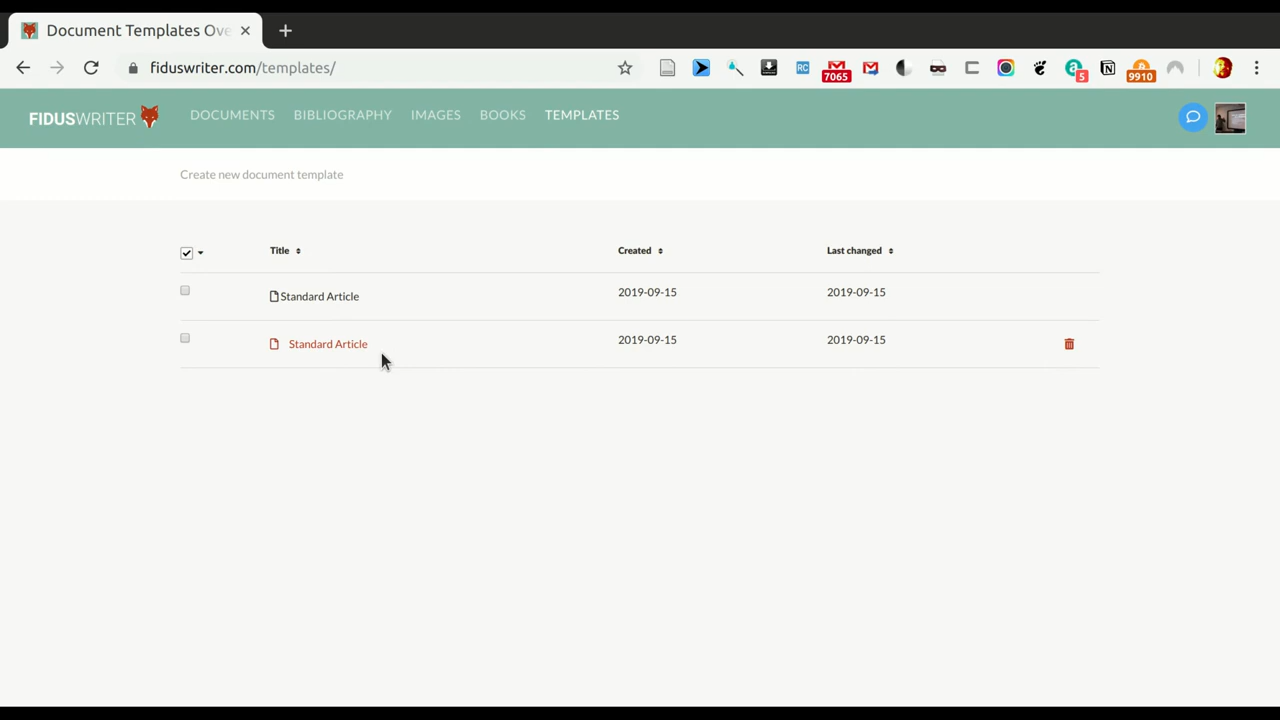 Document Templates Ove
fiduswriter.com/templates/
RC
7065
5
9910
FIDUSWRITER DOCUMENTS BIBLIOGRAPHY IMAGES BOOKS TEMPLATES
Create new document template
Title Created Last changed
Standard Article 2019-09-15 2019-09-15
Standard Article 2019-09-15 2019-09-15